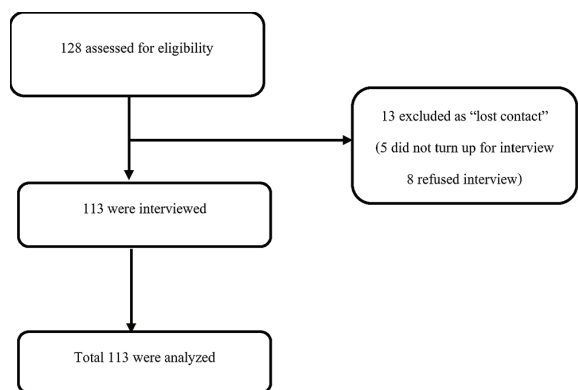 128 assessed for eligibility
13 excluded as “lost contact”
(5 did not turn up for interview
8 refused interview)
113 were interviewed
Total 113 were analyzed